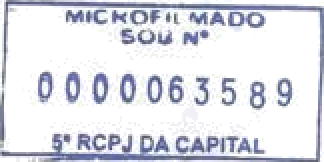 MICROFILMADO
SOB Nº
0000063589
5º RCPJ DA CAPITAL